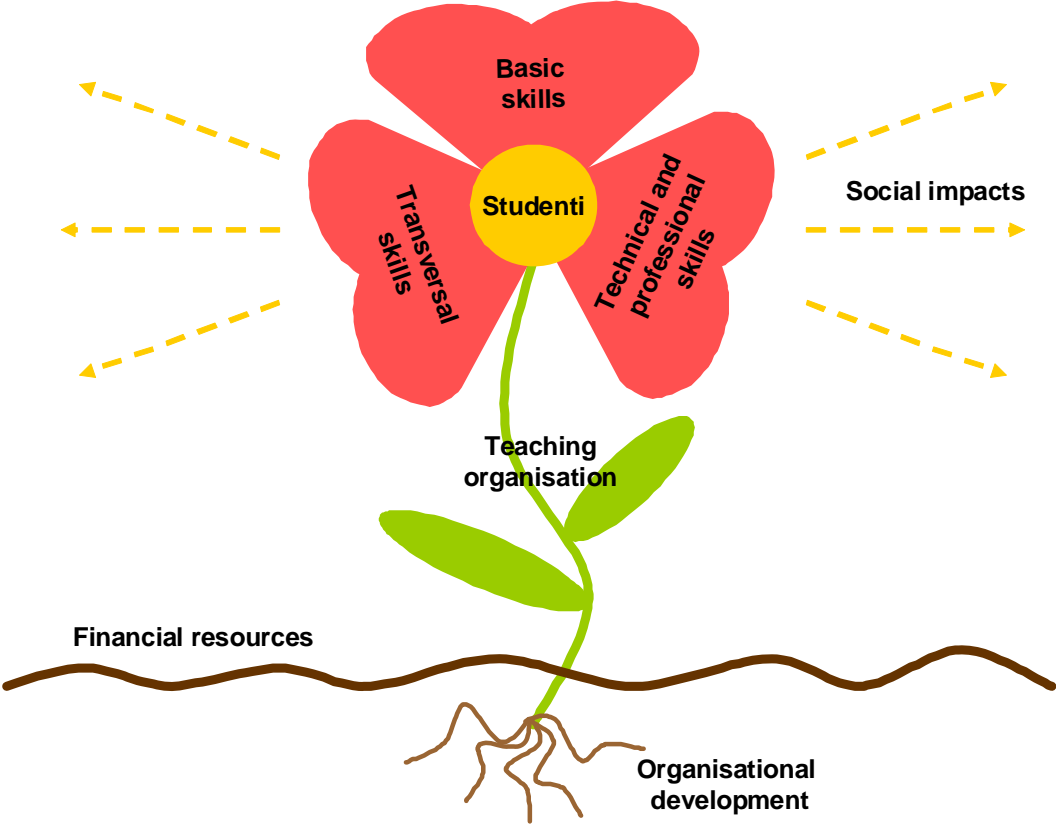 Basic
skills
Studenti
Transversal
skills
Technical and
professional
skills
Social impacts
Teaching
organisation
Financial resources
Organisational
development